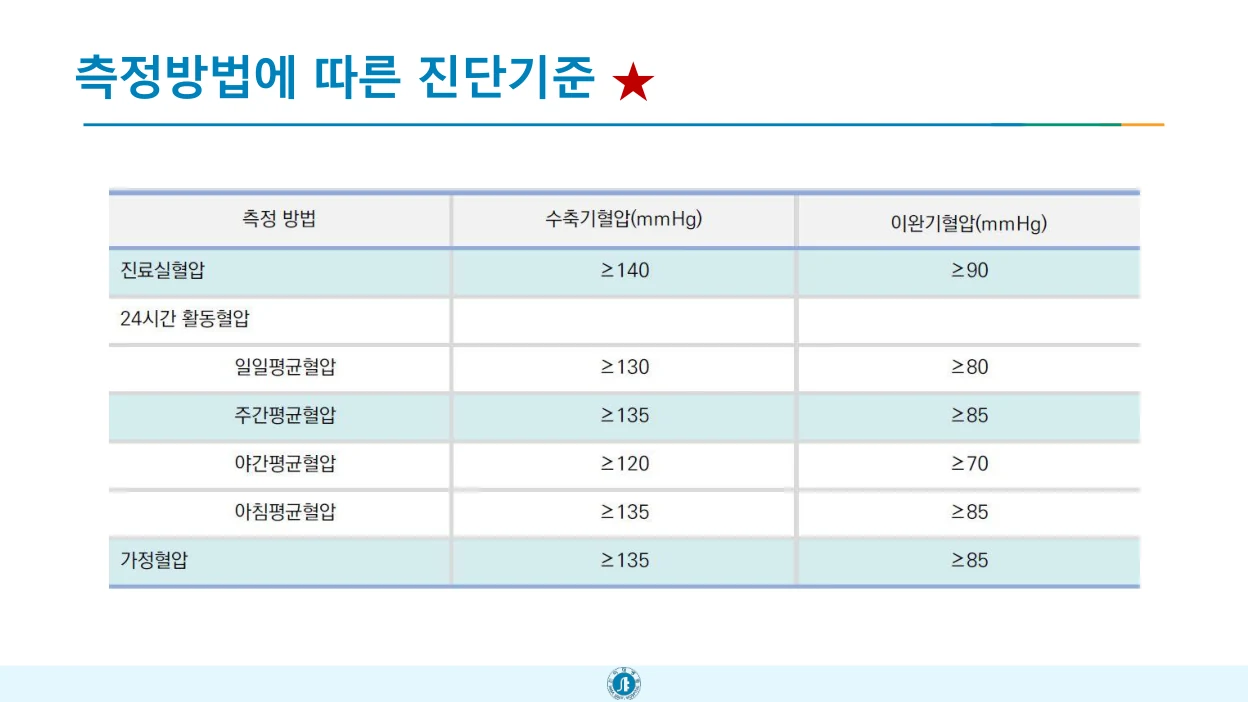 측정방법에 따른 진단기준 ★
측정 방법 수축기혈압(mmHg) 이완기혈압(mmHg)
진료실혈압 ≥140 ≥90
24시간 활동혈압
일일평균혈압 ≥130 ≥80
주간평균혈압 ≥135 ≥85
야간평균혈압 ≥120 ≥70
아침평균혈압 ≥135 ≥85
가정혈압 ≥135 ≥85